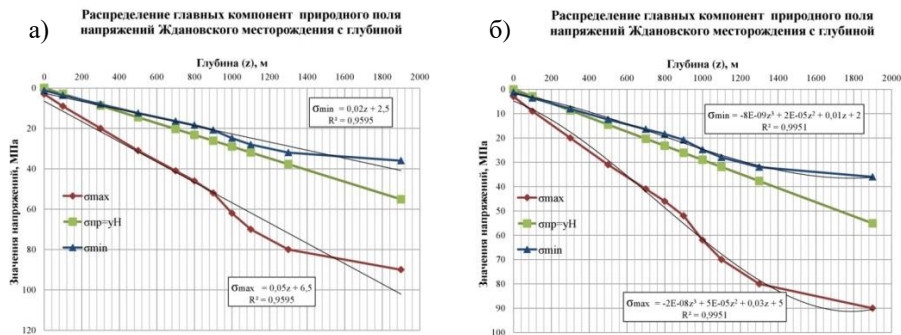 а)
Распределение главных компонент природного поля
напряжений Ждановского месторождения с глубиной
Глубина (z), м
0 200 400 600 800 1000 1200 1400 1600 1800 2000
0
20
40
60
80
100
120
Значения напряжений, МПа
σmin = 0,02z + 2,5
R² = 0,9595
σmax
σпр=γН
σmin
σmax = 0,05z + 6,5
R² = 0,9595
б)
Распределение главных компонент природного поля
напряжений Ждановского месторождения с глубиной
Глубина (z), м
0 200 400 600 800 1000 1200 1400 1600 1800 2000
0
10
20
30
40
50
60
70
80
90
100
Значения напряжений, МПа
σmin = -8E-09z³ + 2E-05z² + 0,01z + 2
R² = 0,9951
σmax
σпр=γН
σmin
σmax = -2E-08z³ + 5E-05z² + 0,03z + 5
R² = 0,9951